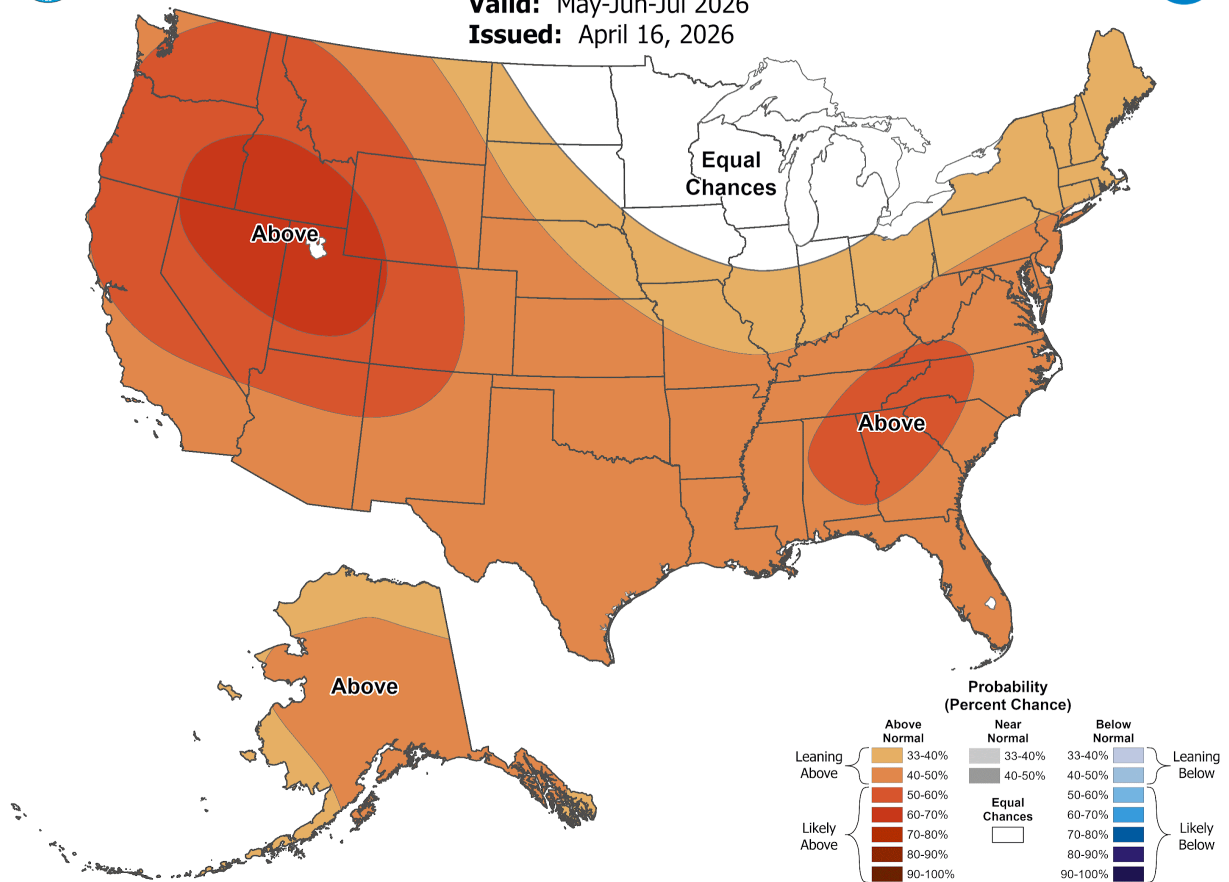 Valid: May-Jun-Jul 2026
Issued: April 16, 2026
Equal
Chances
Above
Above
Above
Probability
(Percent Chance)
Above
Normal
Near
Normal
Below
Normal
Leaning
Above
33-40%
40-50%
50-60%
60-70%
70-80%
80-90%
90-100%
Likely
Above
33-40%
40-50%
Equal
Chances
33-40%
40-50%
50-60%
60-70%
70-80%
80-90%
90-100%
Leaning
Below
Likely
Below